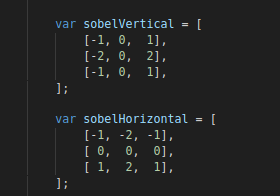 var sobelVertical = [
    [-1, 0,  1],
    [-2, 0,  2],
    [-1, 0,  1],
];
var sobelHorizontal = [
    [-1, -2, -1],
    [ 0,  0,  0],
    [ 1,  2, 1],
];